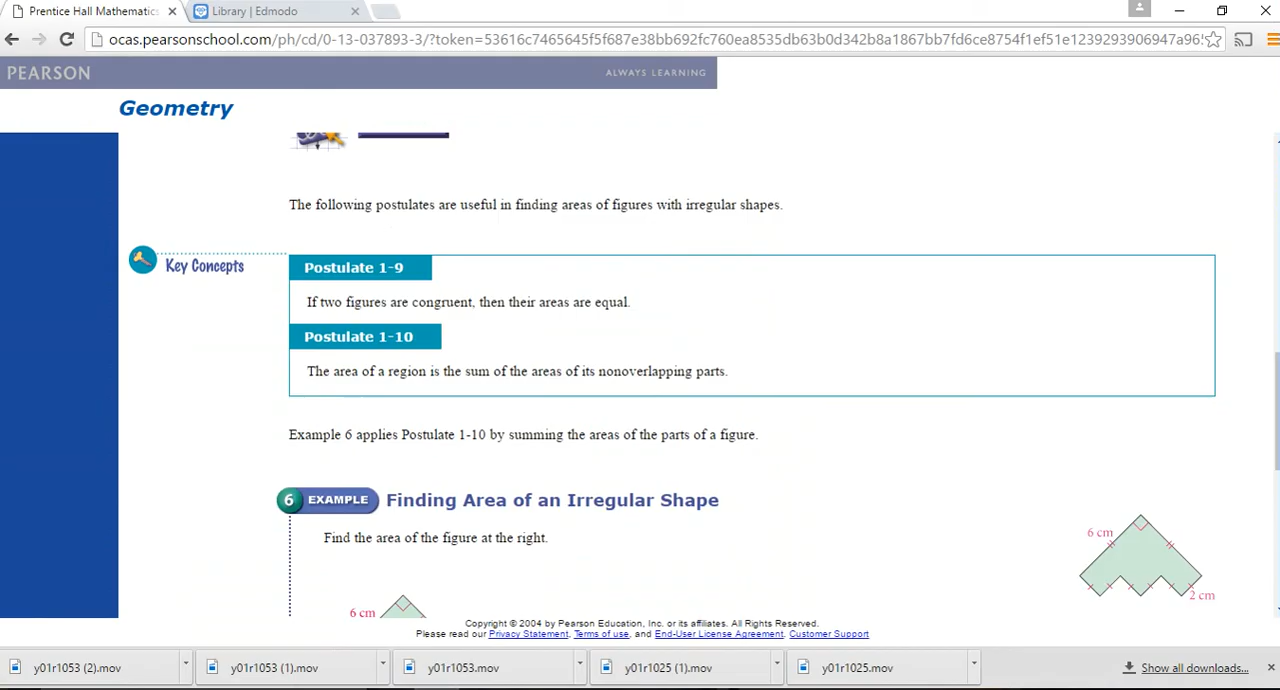 Prentice Hall Mathematics
Library | Edmodo
ocas.pearsonschool.com/ph/cd/0-13-037893-3/?token=53616c7465645f5f687e38bb692fc760ea8535db63b0d342b8a1867bb7fd6ce8754f1ef51e1239293906947a96
PEARSON
ALWAYS LEARNING
Geometry
The following postulates are useful in finding areas of figures with irregular shapes.
Key Concepts
Postulate 1-9
If two figures are congruent, then their areas are equal.
Postulate 1-10
The area of a region is the sum of the areas of its nonoverlapping parts.
Example 6 applies Postulate 1-10 by summing the areas of the parts of a figure.
6 EXAMPLE Finding Area of an Irregular Shape
Find the area of the figure at the right.
6 cm
2 cm
6 cm
Copyright © 2004 by Pearson Education, Inc. or its affiliates. All Rights Reserved.
Please read our Privacy Statement, Terms of use, and End-User License Agreement. Customer Support
y01r1053 (2).mov
y01r1053 (1).mov
y01r1053.mov
y01r1025 (1).mov
y01r1025.mov
Show all downloads...